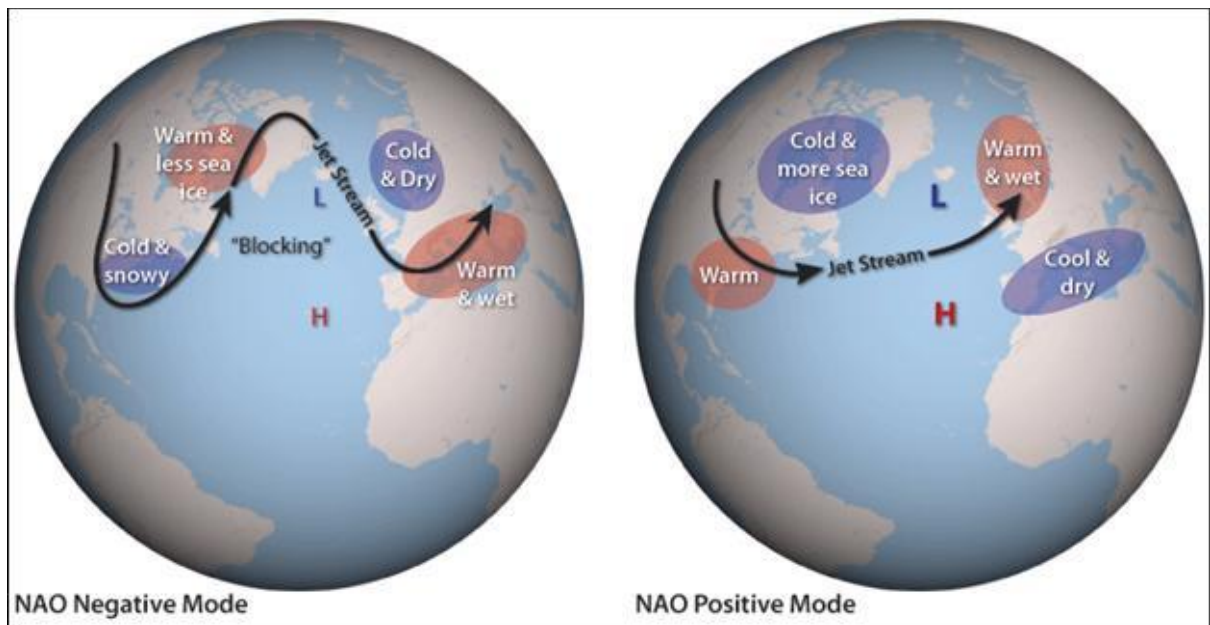 Warm &
less sea
ice
Jet Stream
Cold
& Dry
L
"Blocking"
Cold &
snowy
Warm
& wet
H
NAO Negative Mode
Cold &
more sea
ice
Warm
& wet
L
Warm
Jet Stream
Cool &
dry
H
NAO Positive Mode